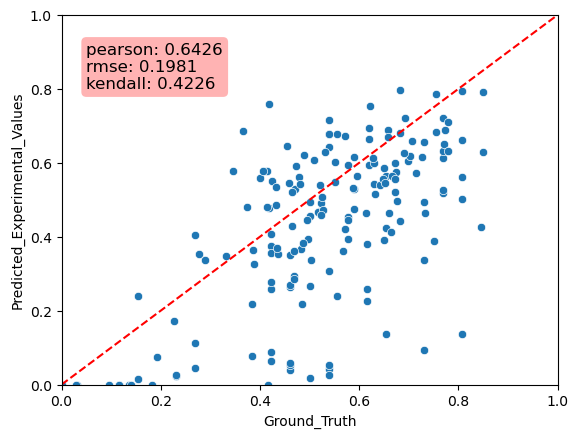 1.0
0.8
0.6
0.4
0.2
0.0
Predicted_Experimental_Values
pearson: 0.6426
rmse: 0.1981
kendall: 0.4226
0.0 0.2 0.4 0.6 0.8 1.0
Ground_Truth